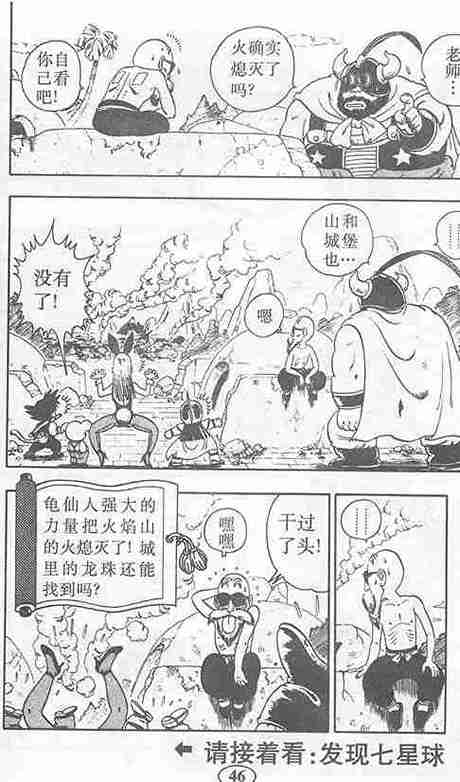 老
师…
火确实
熄灭了
吗?
你自
己看
吧!
……
山和
城堡
也…
嗯
没有
了!
……
干过
了头!
嘿
嘿
龟仙人强大的
力量把火焰山
的火熄灭了!城
里的龙珠还能
找到吗?
请接着看:发现七星球
46